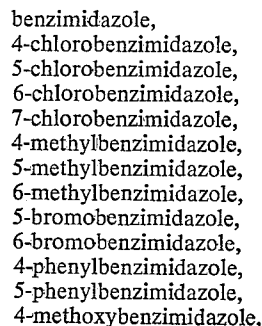 benzimidazole,
4-chlorobenzimidazole,
5-chlorobenzimidazole,
6-chlorobenzimidazole,
7-chlorobenzimidazole,
4-methylbenzimidazole,
5-methylbenzimidazole,
6-methylbenzimidazole,
5-bromobenzimidazole,
6-bromobenzimidazole,
4-phenylbenzimidazole,
5-phenylbenzimidazole,
4-methoxybenzimidazole,